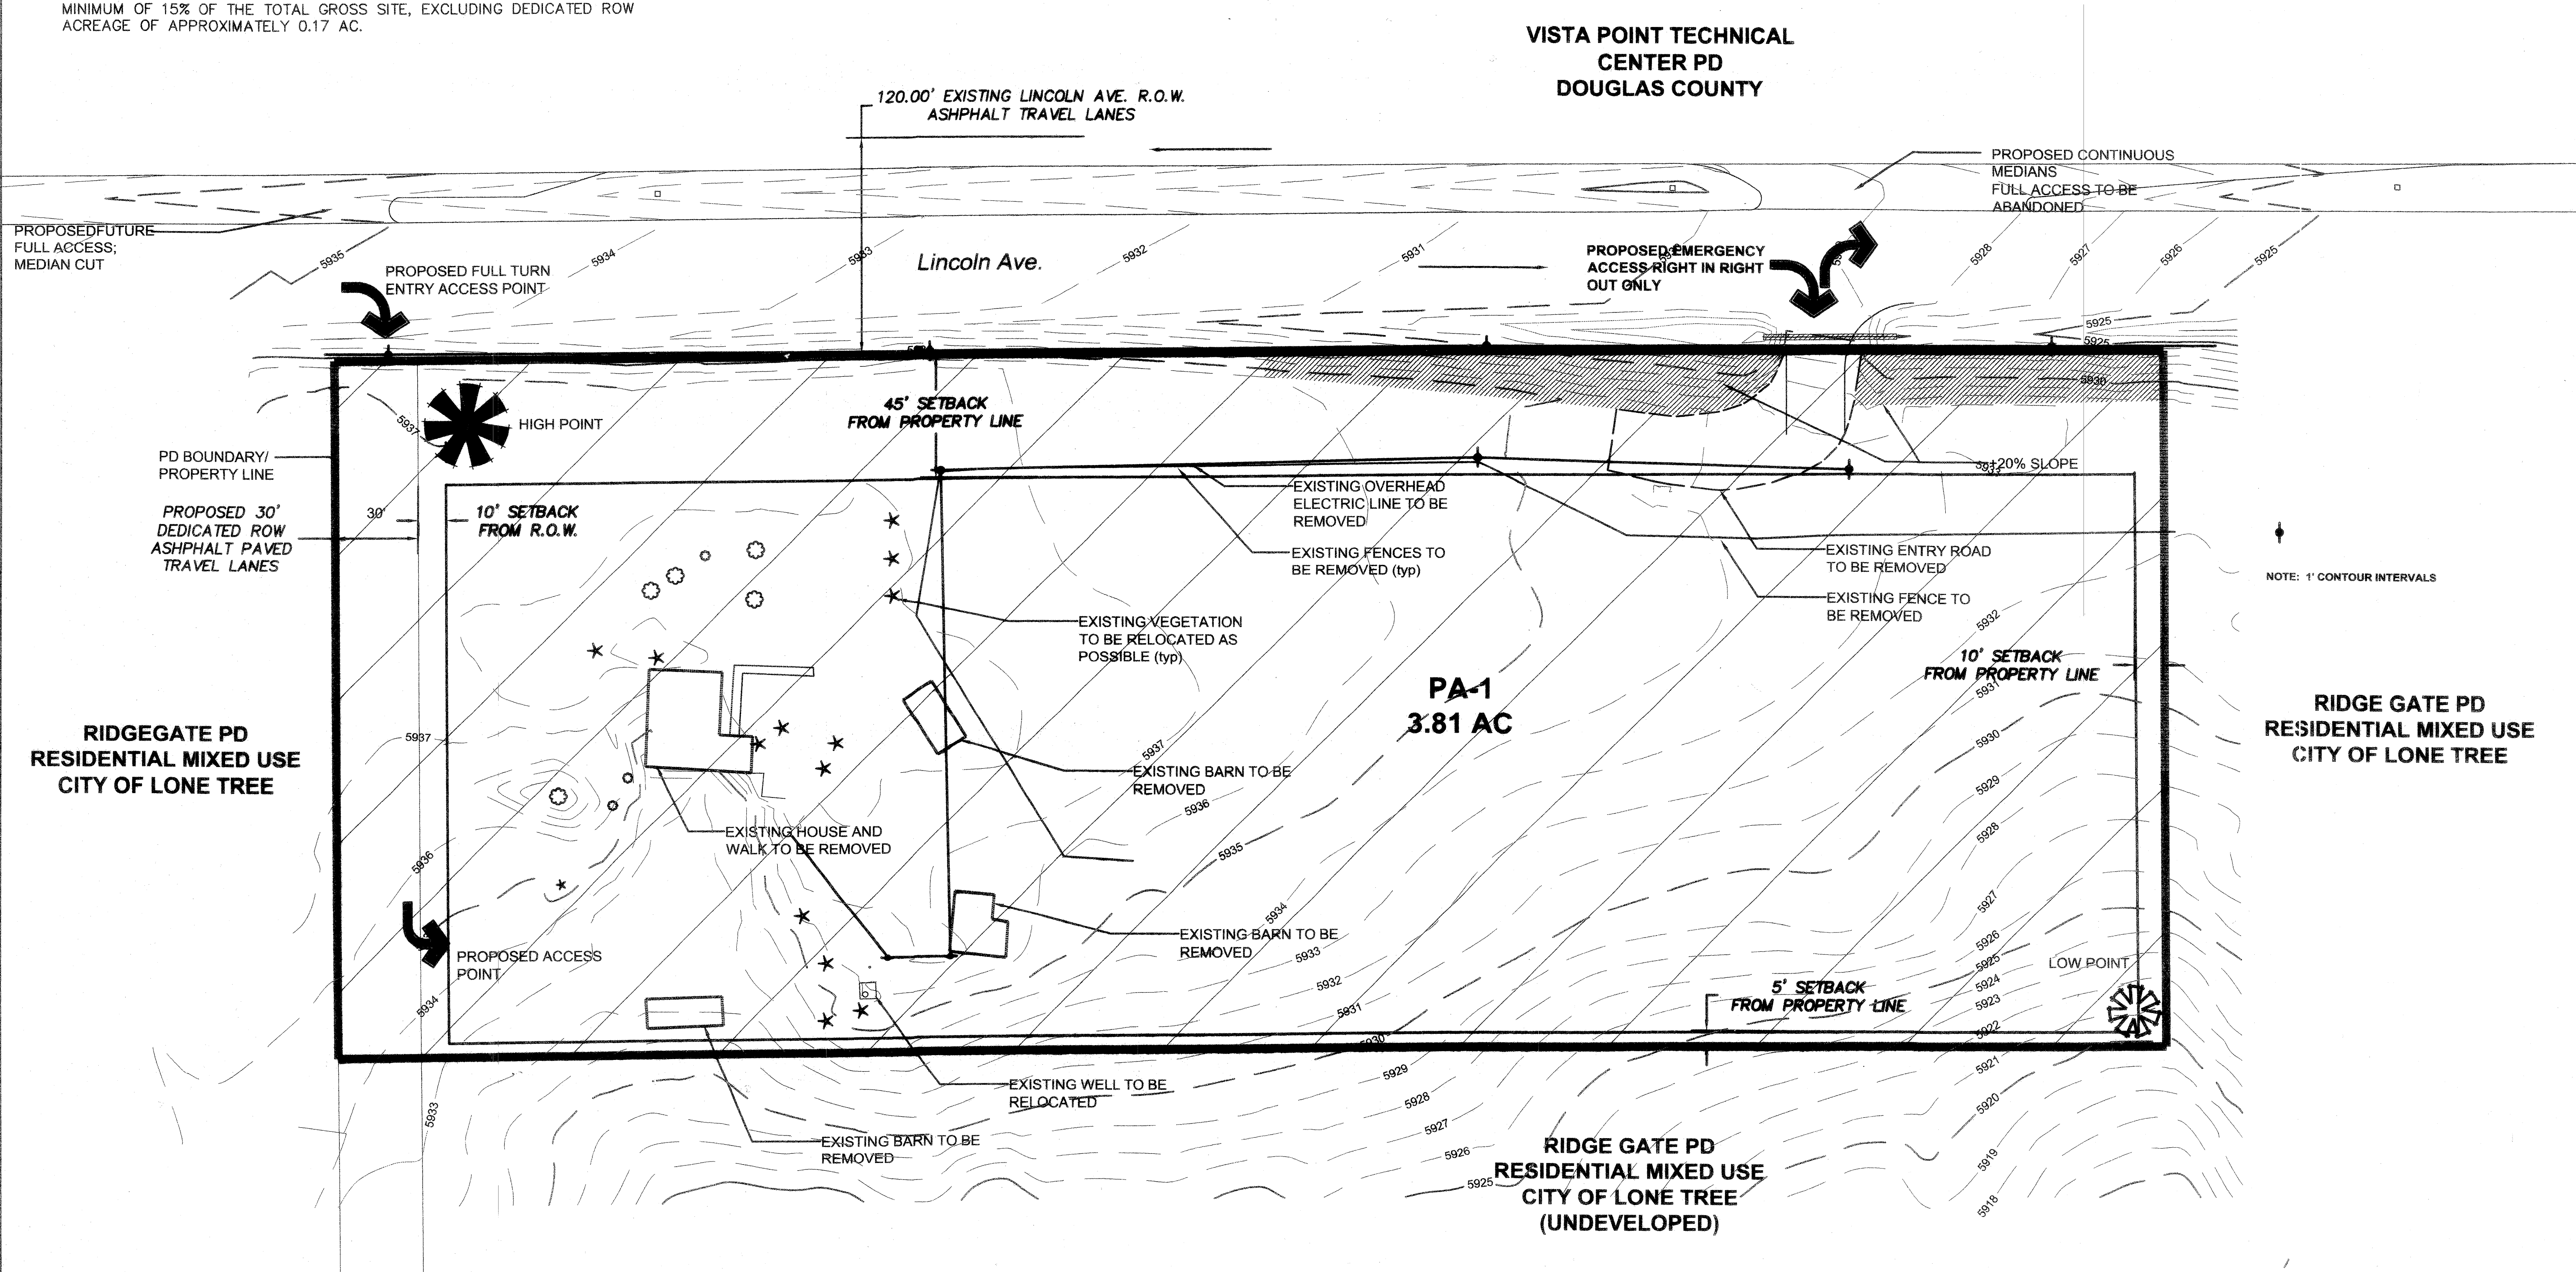 MINIMUM OF 15% OF THE TOTAL GROSS SITE, EXCLUDING DEDICATED ROW
ACREAGE OF APPROXIMATELY 0.17 AC.
VISTA POINT TECHNICAL
CENTER PD
DOUGLAS COUNTY
120.00' EXISTING LINCOLN AVE. R.O.W.
ASHPHALT TRAVEL LANES
PROPOSED CONTINUOUS
MEDIANS
FULL ACCESS TO BE
ABANDONED
PROPOSEDFUTURE
FULL ACCESS;
MEDIAN CUT
5935
5934
5933
5932
5931
5928
5927
5926
5925
Lincoln Ave.
PROPOSED FULL TURN
ENTRY ACCESS POINT
PROPOSED EMERGENCY
ACCESS RIGHT IN RIGHT
OUT ONLY
5925
5925
5930
5937
HIGH POINT
45' SETBACK
FROM PROPERTY LINE
PD BOUNDARY/
PROPERTY LINE
+20% SLOPE
EXISTING OVERHEAD
ELECTRIC LINE TO BE
REMOVED
30'
10' SETBACK
FROM R.O.W.
PROPOSED 30'
DEDICATED ROW
ASHPHALT PAVED
TRAVEL LANES
EXISTING FENCES TO
BE REMOVED (typ)
EXISTING ENTRY ROAD
TO BE REMOVED
NOTE: 1' CONTOUR INTERVALS
EXISTING FENCE TO
BE REMOVED
5932
EXISTING VEGETATION
TO BE RELOCATED AS
POSSIBLE (typ)
10' SETBACK
FROM PROPERTY LINE
5931
PA-1
3.81 AC
RIDGEGATE PD
RESIDENTIAL MIXED USE
CITY OF LONE TREE
RIDGE GATE PD
RESIDENTIAL MIXED USE
CITY OF LONE TREE
5937
5937
5930
EXISTING BARN TO BE
REMOVED
5929
5936
5928
EXISTING HOUSE AND
WALK TO BE REMOVED
5935
5936
5927
5934
EXISTING BARN TO BE
REMOVED
5926
5933
PROPOSED ACCESS
POINT
LOW POINT
5925
5932
5924
5' SETBACK
FROM PROPERTY LINE
5923
5934
5931
5922
5930
5921
5929
EXISTING WELL TO BE
RELOCATED
5928
5920
5933
5927
EXISTING BARN TO BE
REMOVED
5926
5919
5925
RIDGE GATE PD
RESIDENTIAL MIXED USE
CITY OF LONE TREE
(UNDEVELOPED)
5918